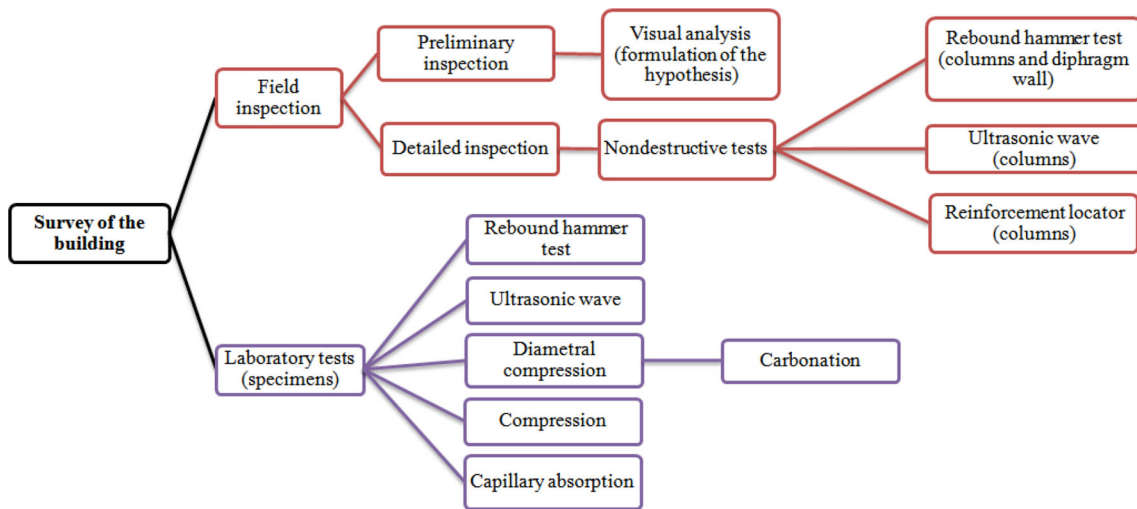 Survey of the
building
Field
inspection
Preliminary
inspection
Visual analysis
(formulation of the
hypothesis)
Detailed inspection
Nondestructive tests
Rebound hammer test
(columns and diphragm
wall)
Ultrasonic wave
(columns)
Reinforcement locator
(columns)
Laboratory tests
(specimens)
Rebound hammer
test
Ultrasonic wave
Diametral
compression
Carbonation
Compression
Capillary absorption